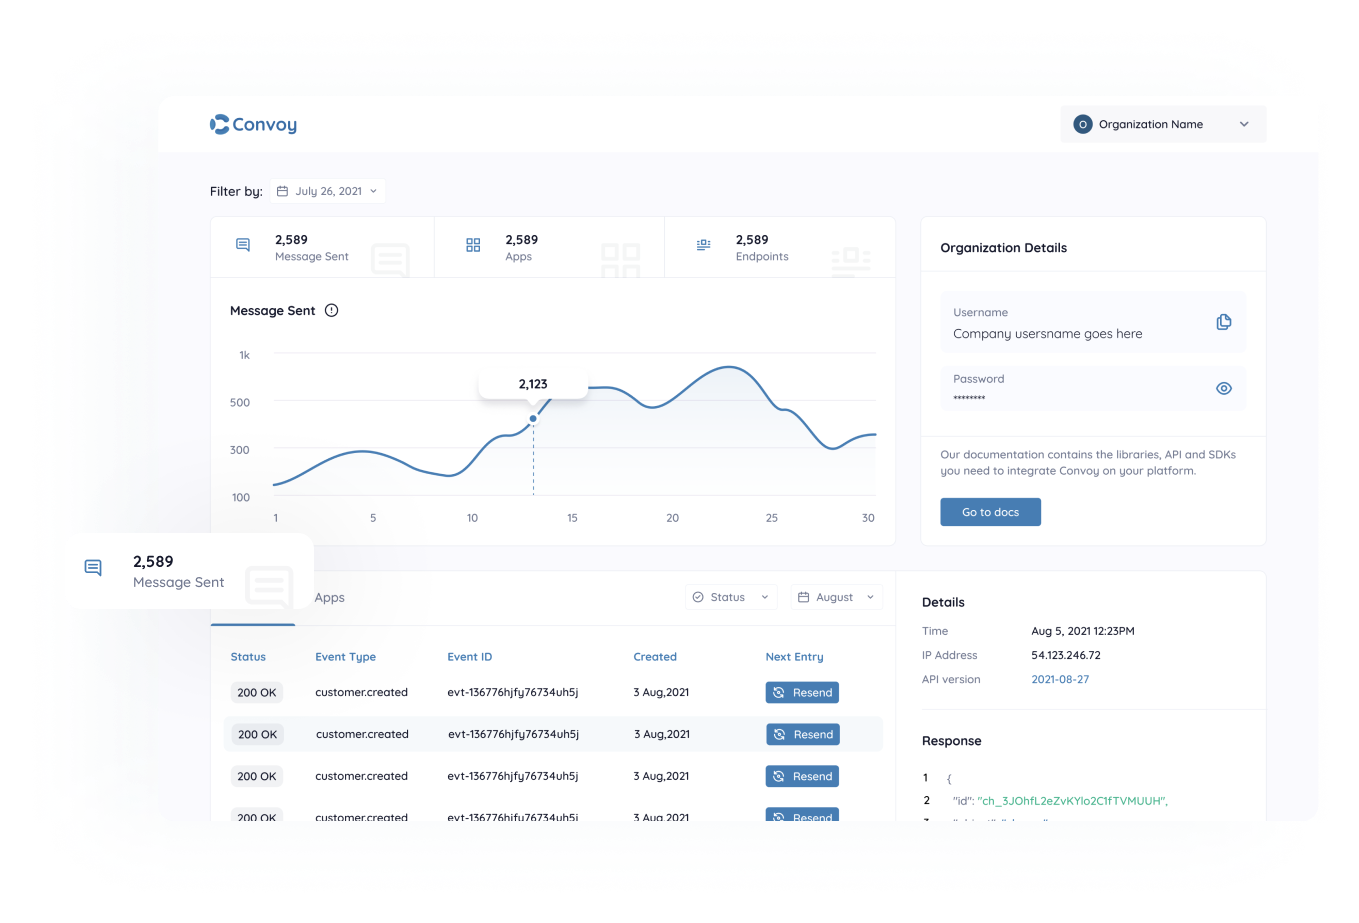 Convoy
O Organization Name
Filter by: July 26, 2021
2,589
Message Sent
2,589
Apps
2,589
Endpoints
Message Sent
1k
500
300
100
2,123
1 5 10 15 20 25 30
Organization Details
Username
Company usersname goes here
Password
********
Our documentation contains the libraries, API and SDKs
you need to integrate Convoy on your platform.
Go to docs
2,589
Message Sent
Apps
Status August
Status Event Type Event ID Created Next Entry
200 OK customer.created evt-136776hjfy76734uh5j 3 Aug,2021 Resend
200 OK customer.created evt-136776hjfy76734uh5j 3 Aug,2021 Resend
200 OK customer.created evt-136776hjfy76734uh5j 3 Aug,2021 Resend
200 OK customer.created evt-136776hjfy76734uh5j 3 Aug,2021 Resend
Details
Time Aug 5, 2021 12:23PM
IP Address 54.123.246.72
API version 2021-08-27
Response
1 {
2 "id": "ch_3JOhfL2eZvKYlo2C1fTVMUUH",